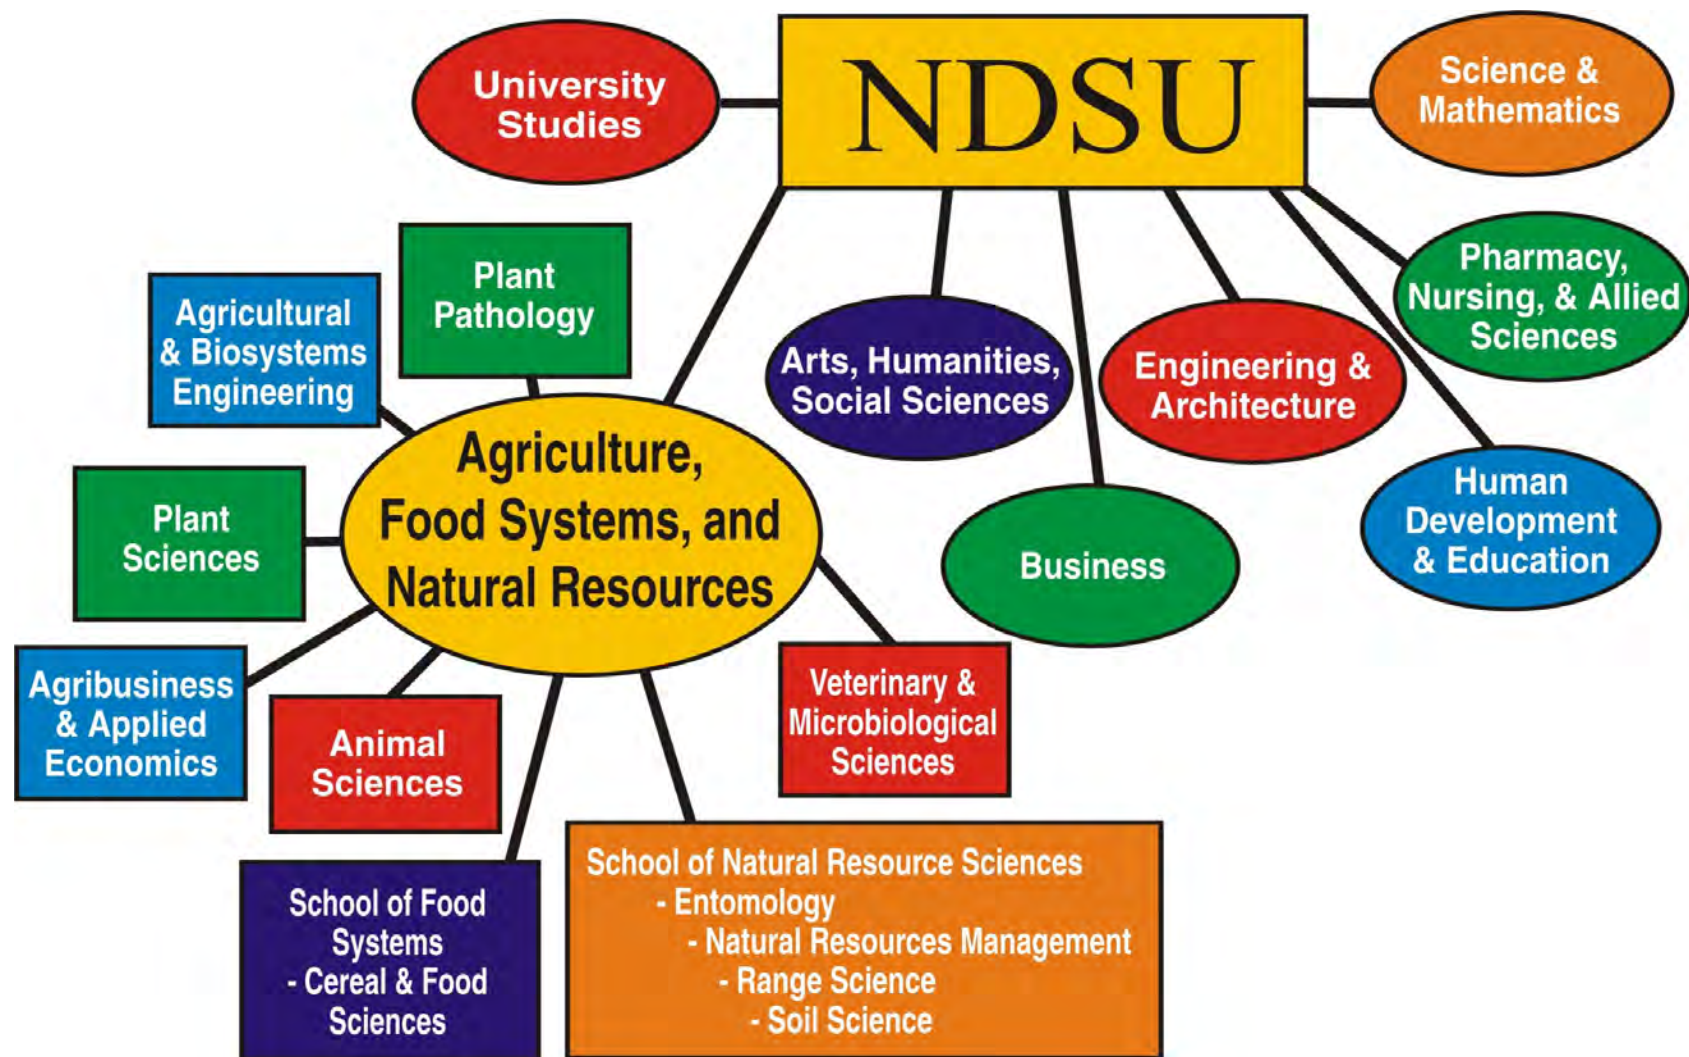 NDSU
University
Studies
Science &
Mathematics
Plant
Pathology
Agricultural
& Biosystems
Engineering
Pharmacy,
Nursing, & Allied
Sciences
Arts, Humanities,
Social Sciences
Engineering &
Architecture
Agriculture,
Food Systems, and
Natural Resources
Human
Development
& Education
Plant
Sciences
Business
Agribusiness
& Applied
Economics
Animal
Sciences
Veterinary &
Microbiological
Sciences
School of Food
Systems
- Cereal & Food
Sciences
School of Natural Resource Sciences
- Entomology
- Natural Resources Management
- Range Science
- Soil Science